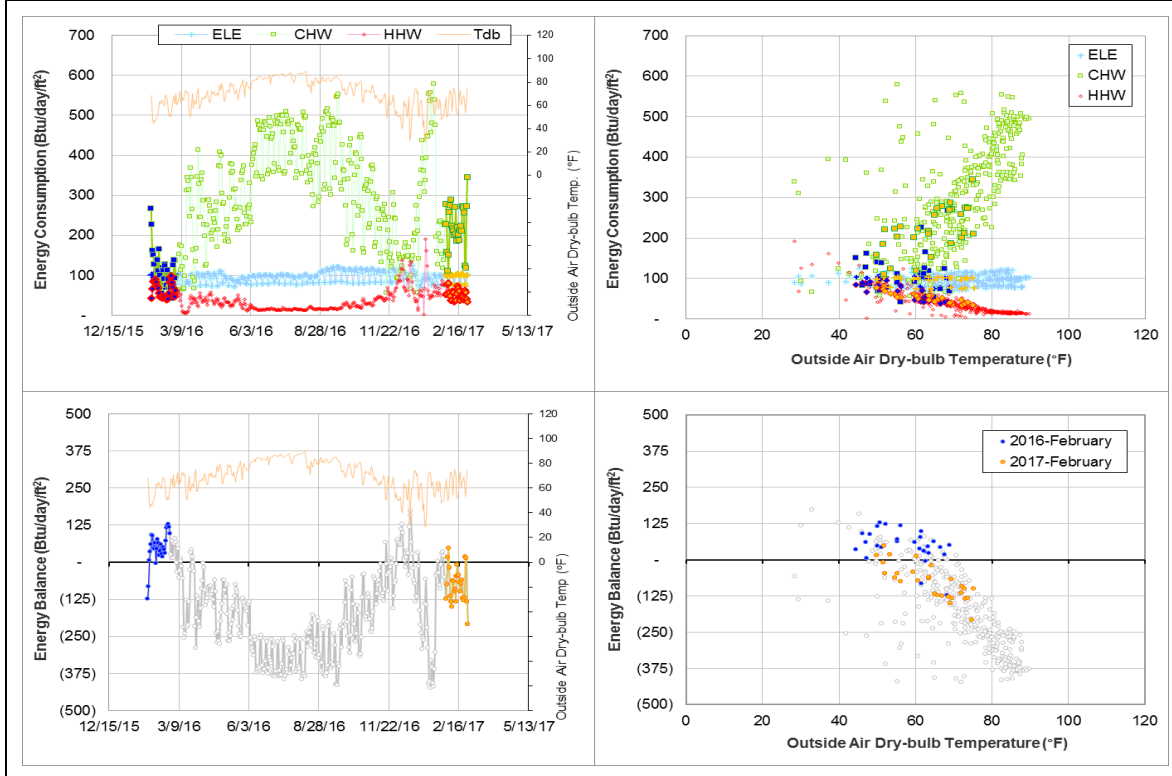 ELE CHW HHW Tdb
Energy Consumption (Btu/day/ft²)
700
600
500
400
300
200
100
-
12/15/15 3/9/16 6/3/16 8/28/16 11/22/16 2/16/17 5/13/17
120
100
80
60
40
20
0
Outside Air Dry-bulb Temp. (°F)
ELE
CHW
HHW
Energy Consumption (Btu/day/ft²)
700
600
500
400
300
200
100
-
0 20 40 60 80 100 120
Outside Air Dry-bulb Temperature (°F)
Energy Balance (Btu/day/ft²)
500
375
250
125
-
(125)
(250)
(375)
(500)
12/15/15 3/9/16 6/3/16 8/28/16 11/22/16 2/16/17 5/13/17
120
100
80
60
40
20
0
Outside Air Dry-bulb Temp (°F)
2016-February
2017-February
Energy Balance (Btu/day/ft²)
500
375
250
125
-
(125)
(250)
(375)
(500)
0 20 40 60 80 100 120
Outside Air Dry-bulb Temperature (°F)